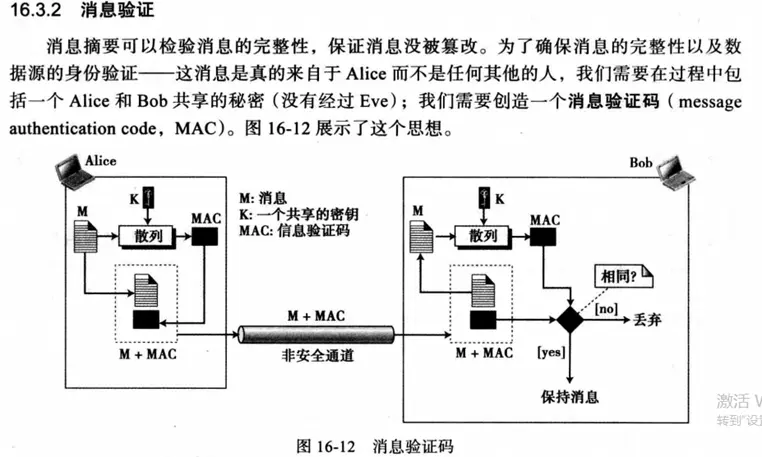 16.3.2 消息验证
消息摘要可以检验消息的完整性，保证消息没被篡改。为了确保消息的完整性以及数
据源的身份验证——这消息是真的来自于 Alice 而不是任何其他的人，我们需要在过程中包
括一个 Alice 和 Bob 共享的秘密（没有经过 Eve）；我们需要创造一个消息验证码（message
authentication code，MAC）。图 16-12 展示了这个思想。
Alice
Bob
K
M
MAC
散列
M + MAC
M: 消息
K: 一个共享的密钥
MAC: 信息验证码
M + MAC
非安全通道
K
M
MAC
散列
M + MAC
相同?
[no]
丢弃
[yes]
保持消息
图 16-12 消息验证码
激活 W
转到"设